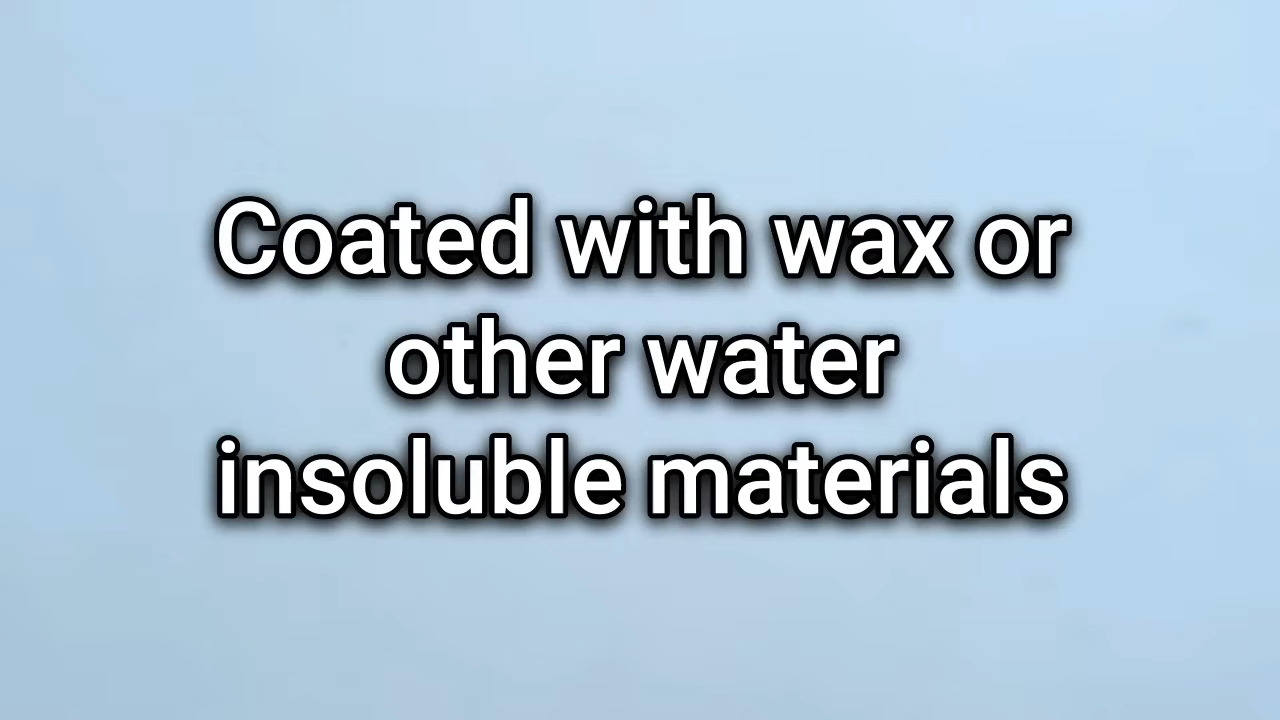 Coated with wax or
other water
insoluble materials